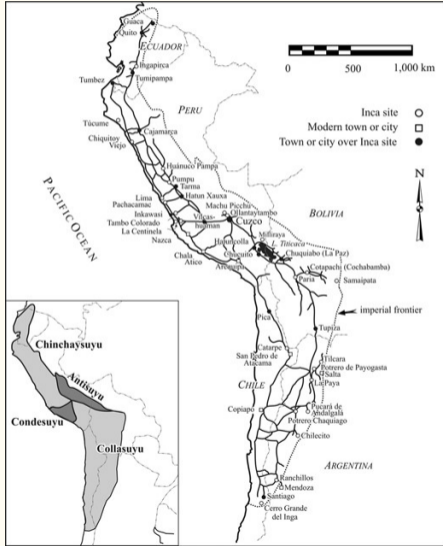 Guaca
Quito
ECUADOR
Ingapirca
Tumbez
Tumipampa
0 500 1,000 km
PERU
Inca site
Modern town or city
Town or city over Inca site
Túcume
Chiquitoy
Viejo
Cajamarca
Huánuco Pampa
Pumpu
Tarma
Hatun Xauxa
N
PACIFIC OCEAN
Lima
Pachacamac
Inkawasi
Tambo Colorado
La Centinela
Nazca
Machu Picchu
Ollantaytambo
Cuzco
Vilcas-
huaman
BOLIVIA
Milliraya
L. Titicaca
Hatuncolla
Chucuito
Chuquiabo (La Paz)
Chala
Atico
Arequipa
Cotapachi (Cochabamba)
Paria
Samaipata
imperial frontier
Pica
Tupiza
Catarpe
San Pedro de
Atacama
Tilcara
Potrero de Payogasta
Salta
La Paya
CHILE
Copiapó
Pucará de
Andalgalá
Potrero Chaquiago
Chilecito
ARGENTINA
Ranchillos
Mendoza
Santiago
Cerro Grande
del Inga
Chinchaysuyu
Antisuyu
Condesuyu
Collasuyu